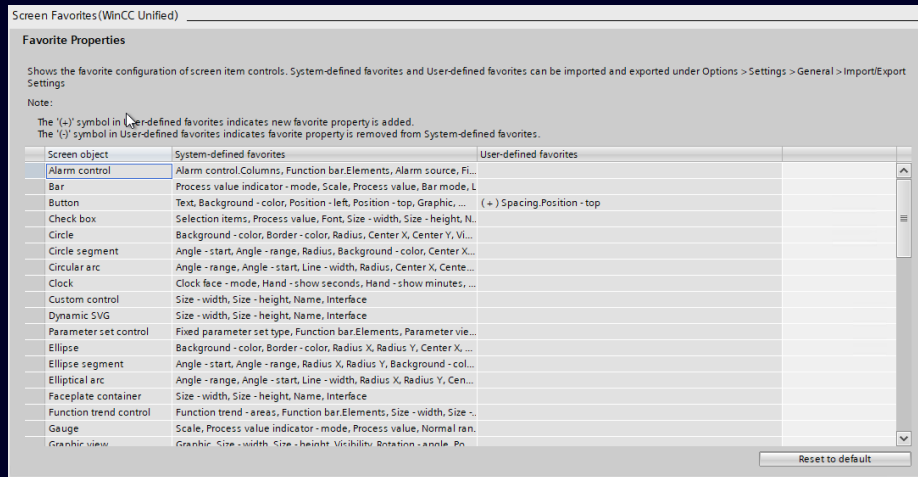 Screen Favorites(WinCC Unified)
Favorite Properties
Shows the favorite configuration of screen item controls. System-defined favorites and User-defined favorites can be imported and exported under Options > Settings > General > Import/Export
Settings
Note:
The '(+)' symbol in User-defined favorites indicates new favorite property is added.
The '(-)' symbol in User-defined favorites indicates favorite property is removed from System-defined favorites.
Screen object System-defined favorites User-defined favorites
Alarm control Alarm control.Columns, Function bar.Elements, Alarm source, Fi...
Bar Process value indicator - mode, Scale, Process value, Bar mode, L
Button Text, Background - color, Position - left, Position - top, Graphic, ... (+) Spacing.Position - top
Check box Selection items, Process value, Font, Size - width, Size - height, N..
Circle Background - color, Border - color, Radius, Center X, Center Y, Vi...
Circle segment Angle - start, Angle - range, Radius, Background - color, Center X...
Circular arc Angle - range, Angle - start, Line - width, Radius, Center X, Cente...
Clock Clock face - mode, Hand - show seconds, Hand - show minutes, ...
Custom control Size - width, Size - height, Name, Interface
Dynamic SVG Size - width, Size - height, Name, Interface
Parameter set control Fixed parameter set type, Function bar.Elements, Parameter vie...
Ellipse Background - color, Border - color, Radius X, Radius Y, Center X, ...
Ellipse segment Angle - start, Angle - range, Radius X, Radius Y, Background - col...
Elliptical arc Angle - range, Angle - start, Line - width, Radius X, Radius Y, Cen...
Faceplate container Size - width, Size - height, Name, Interface
Function trend control Function trend - areas, Function bar.Elements, Size - width, Size -..
Gauge Scale, Process value indicator - mode, Process value, Normal ran.
Graphic view Graphic, Size - width, Size - height, Visibility, Rotation - angle, Po
Reset to default